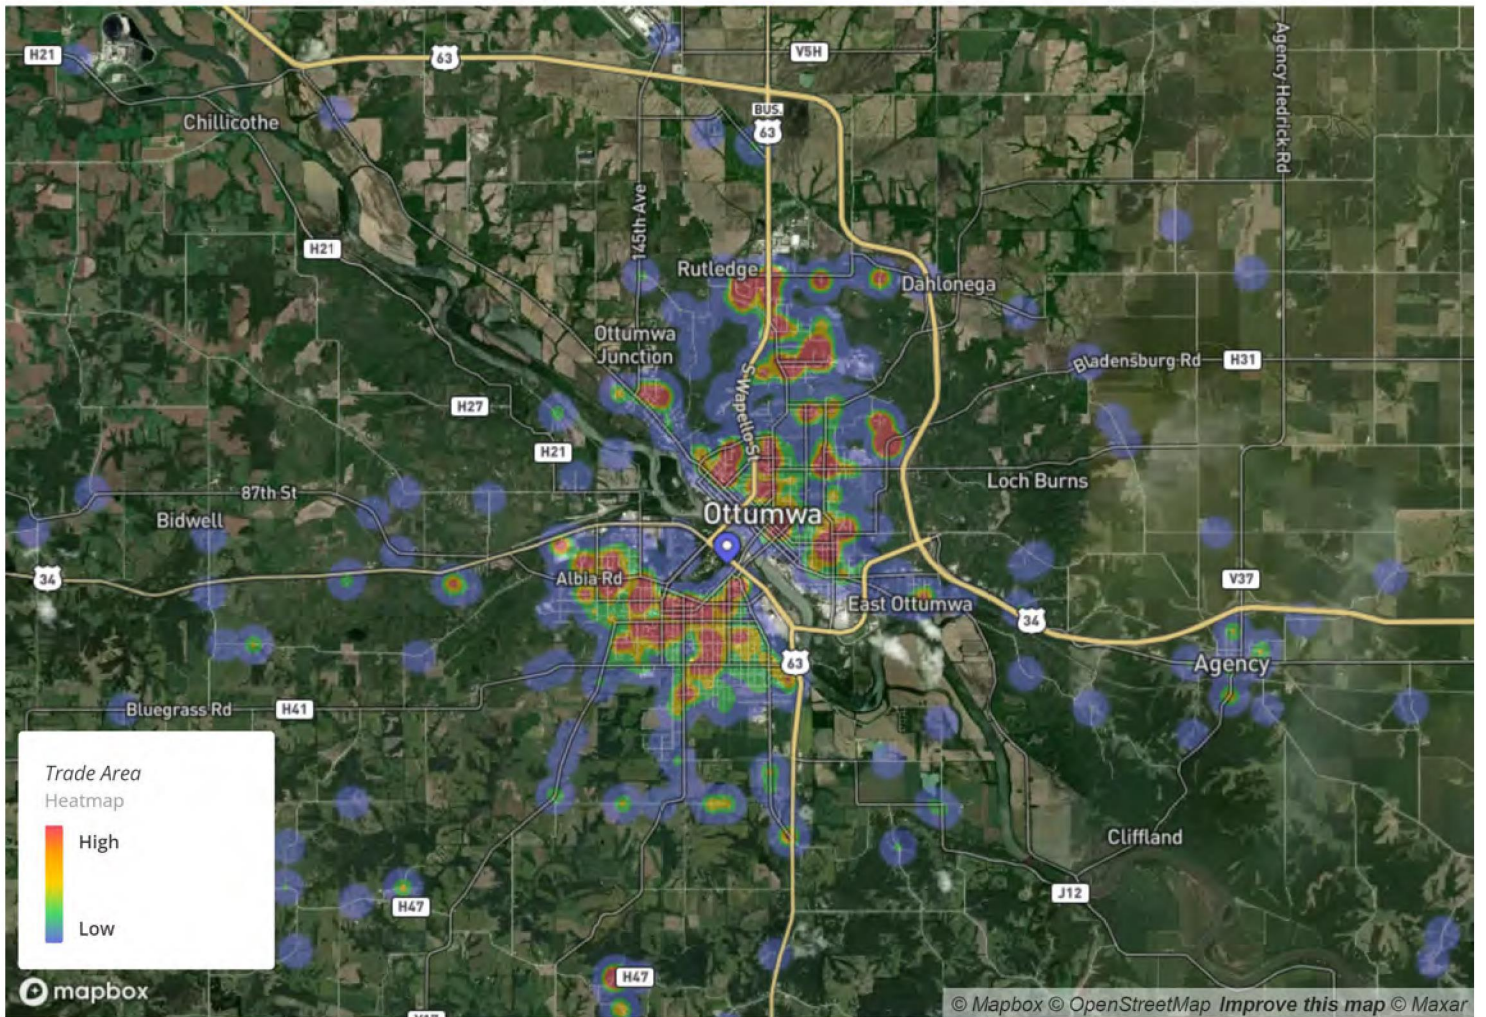 H21
63
V5H
Agency Hedrick Rd
BUS.
63
Chillicothe
145th Ave
H21
Rutledge
Dahlonega
Ottumwa
Junction
Bladensburg Rd
H31
S Wapello St
H27
H21
Loch Burns
87th St
Bidwell
Ottumwa
34
Albia Rd
V37
East Ottumwa
34
63
Agency
Bluegrass Rd
H41
Trade Area
Heatmap
High
Low
Cliffland
J12
H47
H47
mapbox
© Mapbox © OpenStreetMap Improve this map © Maxar